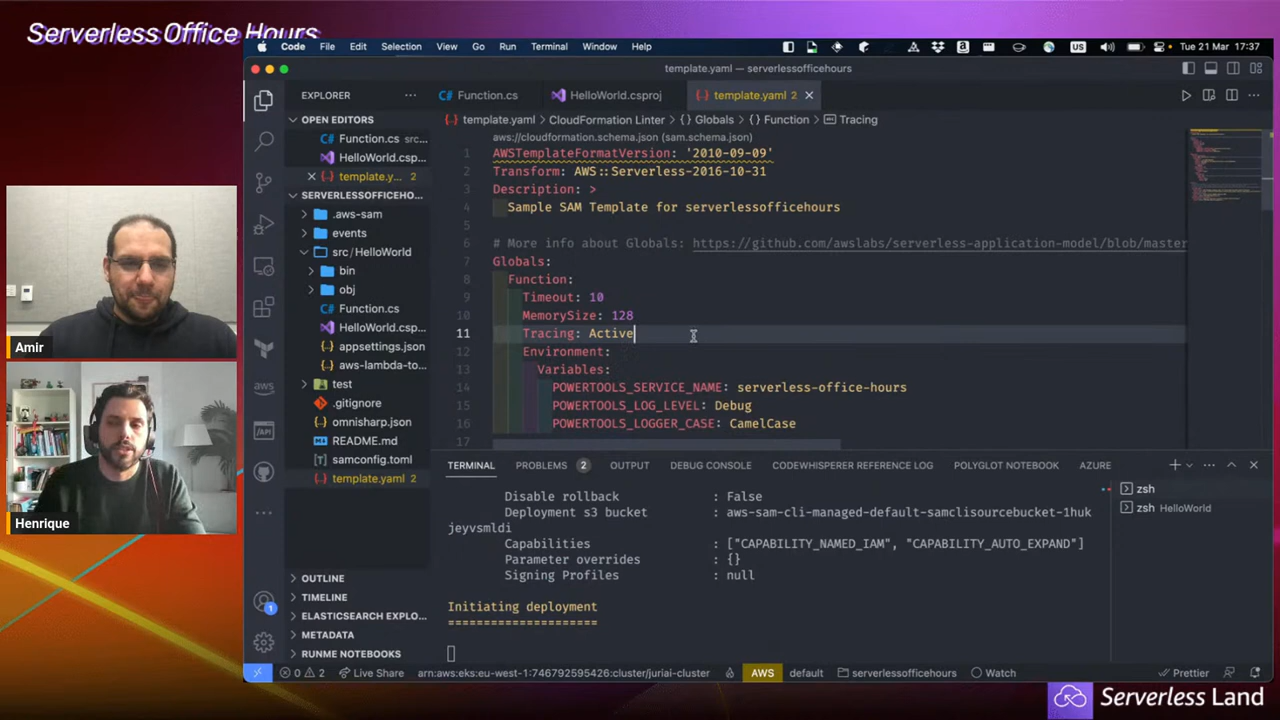 Serverless Office Hours
Code File Edit Selection View Go Run Terminal Window Help
US Tue 21 Mar 17:37
template.yaml — serverlessofficehours
EXPLORER
Function.cs
HelloWorld.csproj
template.yaml 2
OPEN EDITORS
Function.cs
HelloWorld.csp...
template.y... 2
SERVERLESSOFFICEHO...
.aws-sam
events
src/HelloWorld
bin
obj
Function.cs
HelloWorld.csp...
appsettings.json
aws-lambda-to...
test
.gitignore
omnisharp.json
README.md
samconfig.toml
template.yaml 2
OUTLINE
TIMELINE
ELASTICSEARCH EXPLO...
METADATA
RUNME NOTEBOOKS
template.yaml > CloudFormation Linter > {} Globals > {} Function > Tracing
aws://cloudformation.schema.json (sam.schema.json)
1 AWSTemplateFormatVersion: '2010-09-09'
2 Transform: AWS::Serverless-2016-10-31
3 Description: >
4 Sample SAM Template for serverlessofficehours
5
6 # More info about Globals: https://github.com/awslabs/serverless-application-model/blob/master
7 Globals:
8 Function:
9 Timeout: 10
10 MemorySize: 128
11 Tracing: Active
12 Environment:
13 Variables:
14 POWERTOOLS_SERVICE_NAME: serverless-office-hours
15 POWERTOOLS_LOG_LEVEL: Debug
16 POWERTOOLS_LOGGER_CASE: CamelCase
17
TERMINAL PROBLEMS 2 OUTPUT DEBUG CONSOLE CODEWHISPERER REFERENCE LOG POLYGLOT NOTEBOOK AZURE
Disable rollback : False
Deployment s3 bucket : aws-sam-cli-managed-default-samclisourcebucket-1huk
jeyvsmldi
Capabilities : ["CAPABILITY_NAMED_IAM", "CAPABILITY_AUTO_EXPAND"]
Parameter overrides : {}
Signing Profiles : null
Initiating deployment
=====================
zsh
zsh HelloWorld
Amir
Henrique
aws
1
0 2 Live Share arn:aws:eks:eu-west-1:746792595426:cluster/juriai-cluster AWS default serverlessofficehours Watch Prettier
Serverless Land